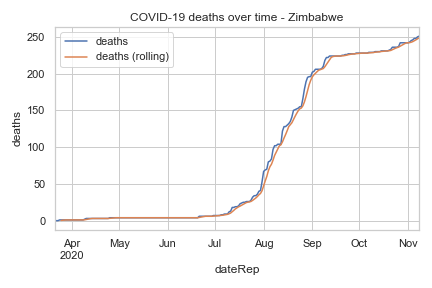 COVID-19 deaths over time - Zimbabwe
deaths
deaths (rolling)
250
200
150
100
50
0
deaths
Apr May Jun Jul Aug Sep Oct Nov
2020
dateRep